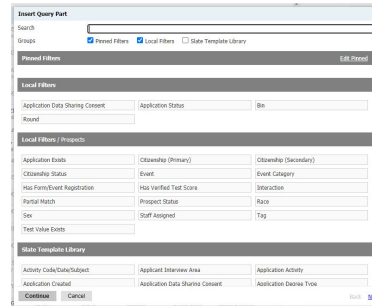 Insert Query Part
Search
Groups Pinned Filters Local Filters Slate Template Library
Pinned Filters Edit Pinned
Local Filters
Application Data Sharing Consent Application Status Bin
Round
Local Filters / Prospects
Application Exists Citizenship (Primary) Citizenship (Secondary)
Citizenship Status Event Event Category
Has Form/Event Registration Has Verified Test Score Interaction
Partial Match Prospect Status Race
Sex Staff Assigned Tag
Test Value Exists
Slate Template Library
Activity Code/Date/Subject Applicant Interview Area Application Activity
Application Created Application Data Sharing Consent Application Degree Type
Continue Cancel Back